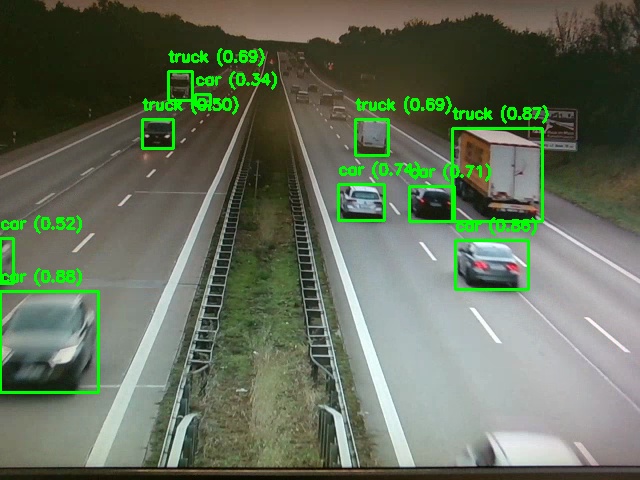 truck (0.69)
car (0.34)
truck (0.50)
truck (0.69)
truck (0.87)
car (0.74)
car (0.71)
car (0.52)
car (0.86)
car (0.88)